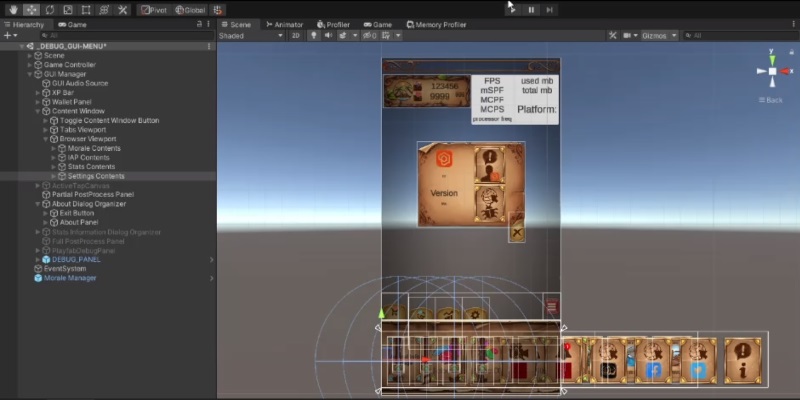 Pivot Global
Hierarchy Game
All
_DEBUG_GUI-MENU*
Scene
Game Controller
GUI Manager
GUI Audio Source
XP Bar
Wallet Panel
Content Window
Toggle Content Window Button
Tabs Viewport
Browser Viewport
Morale Contents
IAP Contents
Stats Contents
Settings Contents
ActiveTapCanvas
Partial PostProcess Panel
About Dialog Organizer
Exit Button
About Panel
Stats Information Dialog Organizer
Full PostProcess Panel
PlayfabDebugPanel
DEBUG_PANEL
EventSystem
Morale Manager
Scene Animator Profiler Game Memory Profiler
Shaded 2D Gizmos All
y
x
Back
123456
9999
FPS used mb
mSPF total mb
MCPF
MCPS Platform:
processor freq
Version